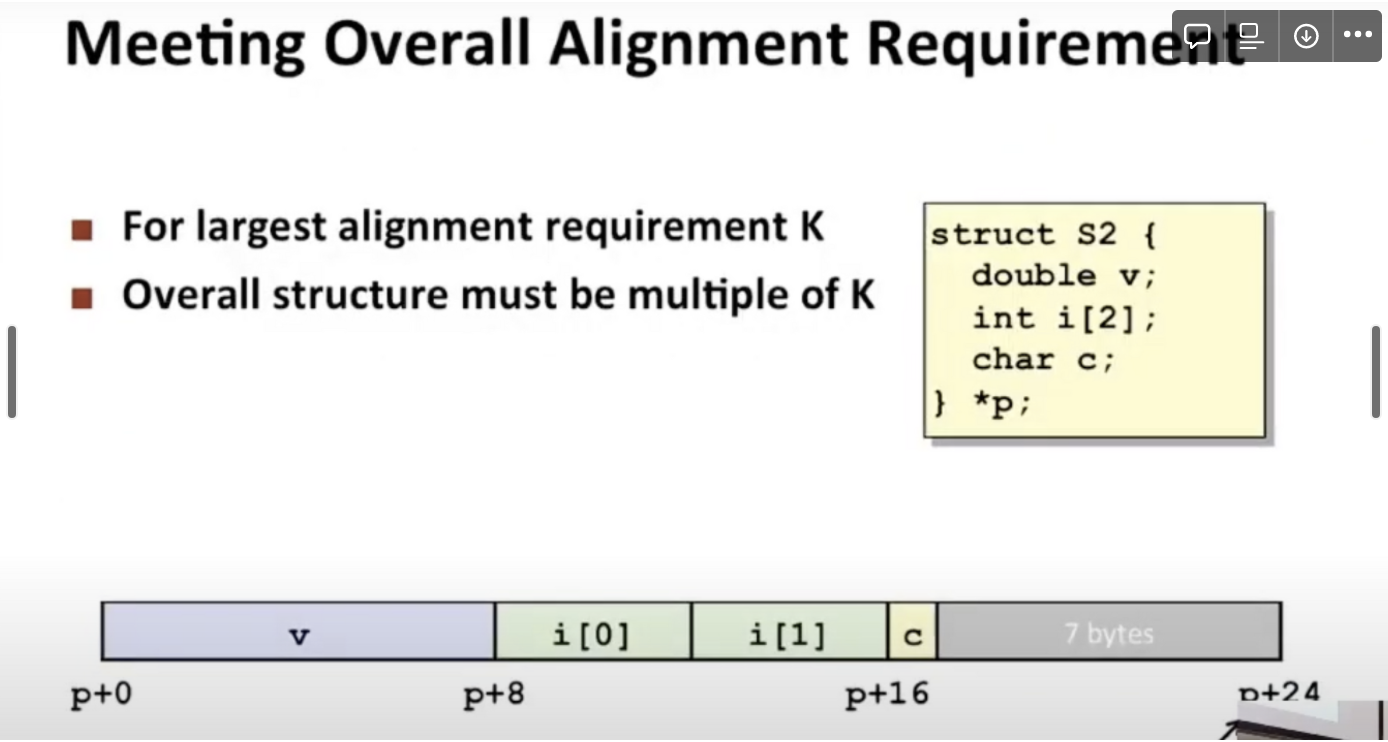 Meeting Overall Alignment Requirement
■ For largest alignment requirement K
■ Overall structure must be multiple of K
struct S2 {
double v;
int i[2];
char c;
} *p;
v i[0] i[1] c 7 bytes
p+0 p+8 p+16 p+24